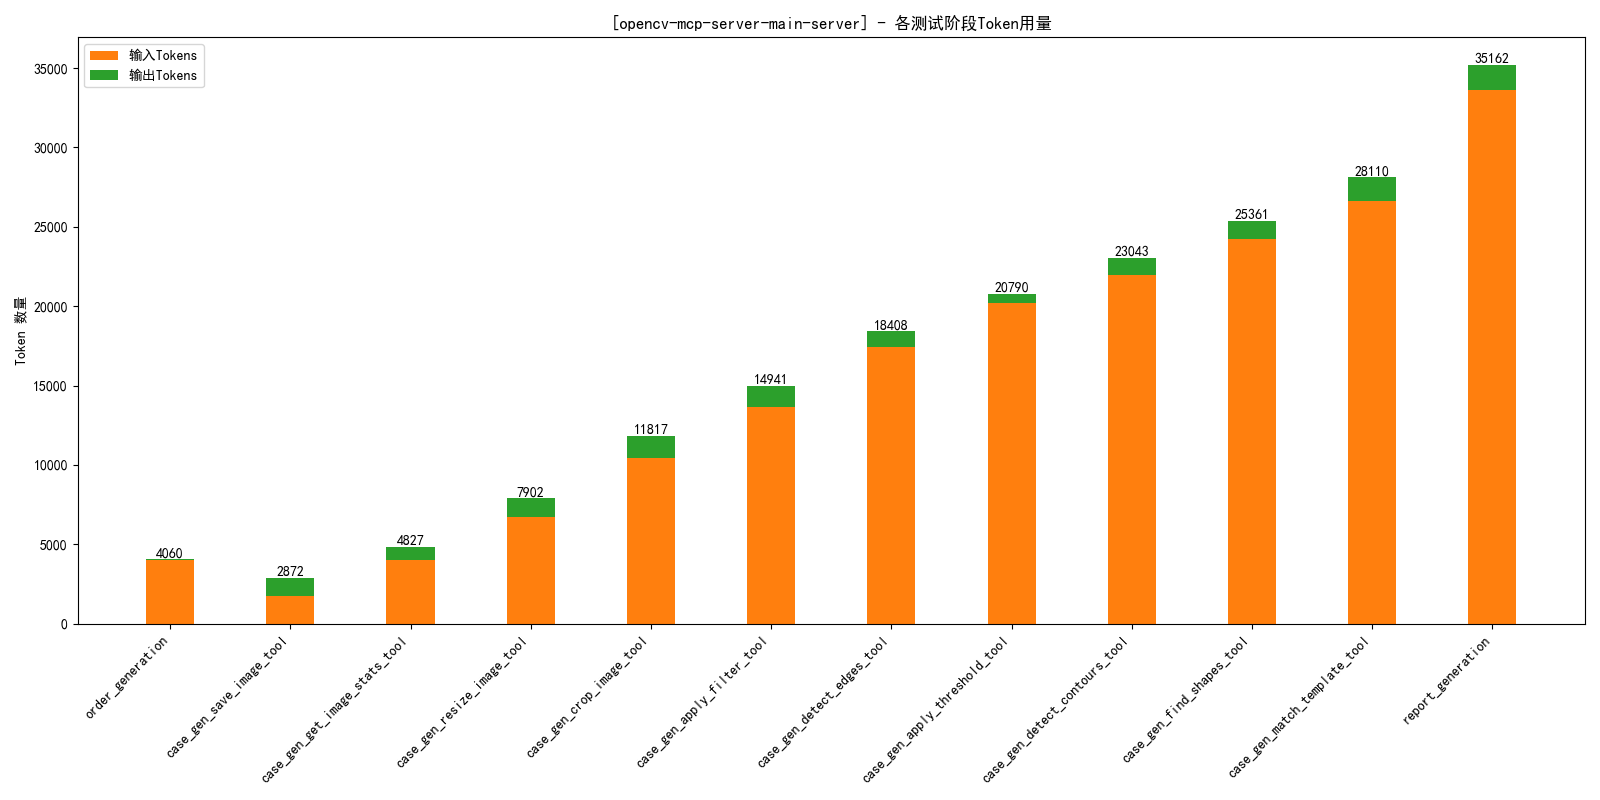 [opencv-mcp-server-main-server] - 各测试阶段Token用量
输入Tokens
输出Tokens
Token 数量
35000
30000
25000
20000
15000
10000
5000
0
4060
2872
4827
7902
11817
14941
18408
20790
23043
25361
28110
35162
order_generation
case_gen_save_image_tool
case_gen_get_image_stats_tool
case_gen_resize_image_tool
case_gen_crop_image_tool
case_gen_apply_filter_tool
case_gen_detect_edges_tool
case_gen_apply_threshold_tool
case_gen_detect_contours_tool
case_gen_find_shapes_tool
case_gen_match_template_tool
report_generation